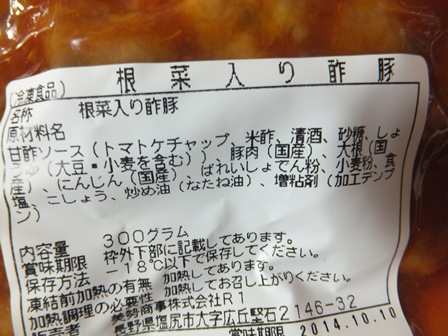 根菜入り酢豚
(冷凍食品)
名称 根菜入り酢豚
原材料名
甘酢ソース(トマトケチャップ、米酢、清酒、砂糖、しょ
うゆ(大豆・小麦を含む))、豚肉(国産)、大根(国
産)、にんじん(国産)、ばれいしょでん粉、小麦粉、食
塩、こしょう、炒め油(なたね油)、増粘剤(加工デンプ
ン)
内容量 300グラム
賞味期限 枠外下部に記載してあります。
保存方法 −18℃以下で保存してください。
凍結前加熱の有無 加熱してあります。
加熱調理の必要性 加熱してお召し上がりください。
商事株式会社R1
長野県塩尻市大字広丘堅石2146-32
賞味期限 2014.10.10